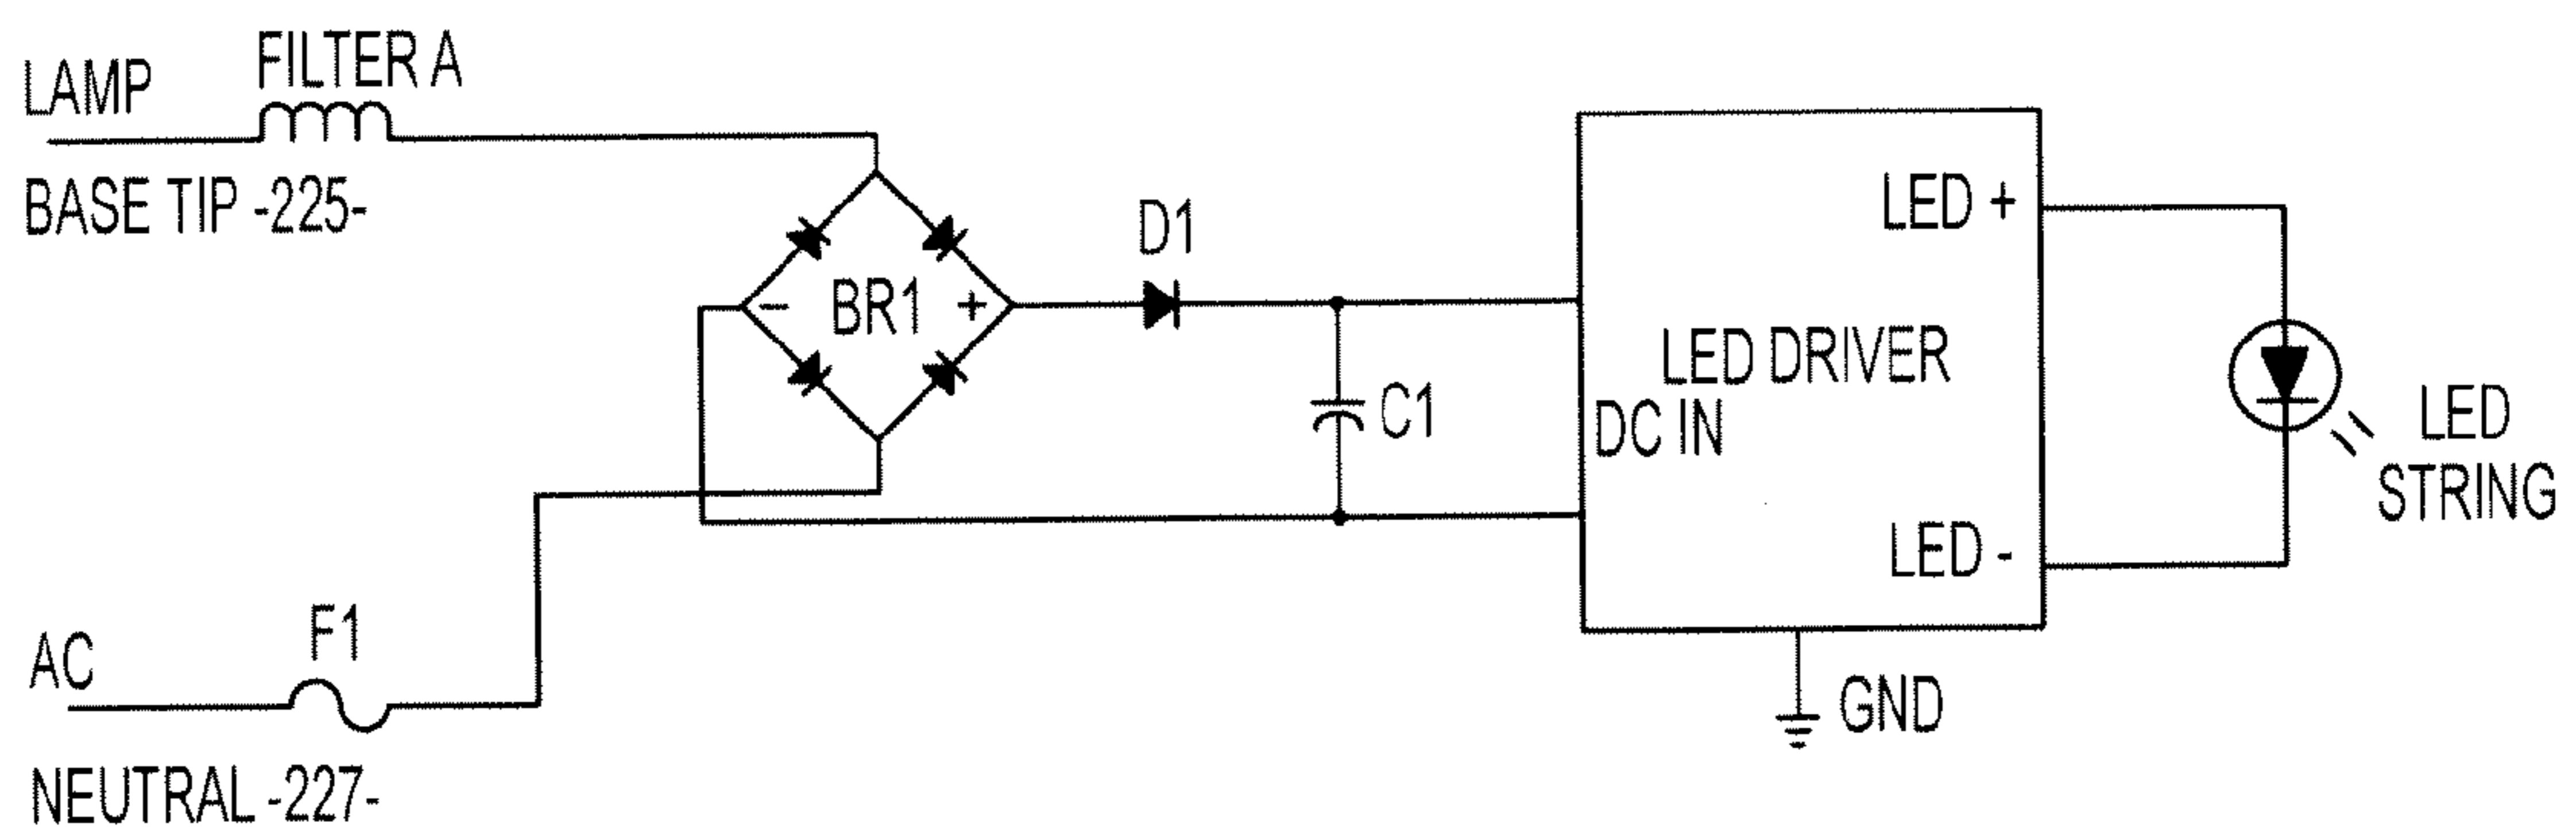 LAMP
FILTER A
BASE TIP -225-
D1
LED +
- BR1 +
LED DRIVER
DC IN
C1
LED
STRING
LED -
F1
AC
GND
NEUTRAL -227-